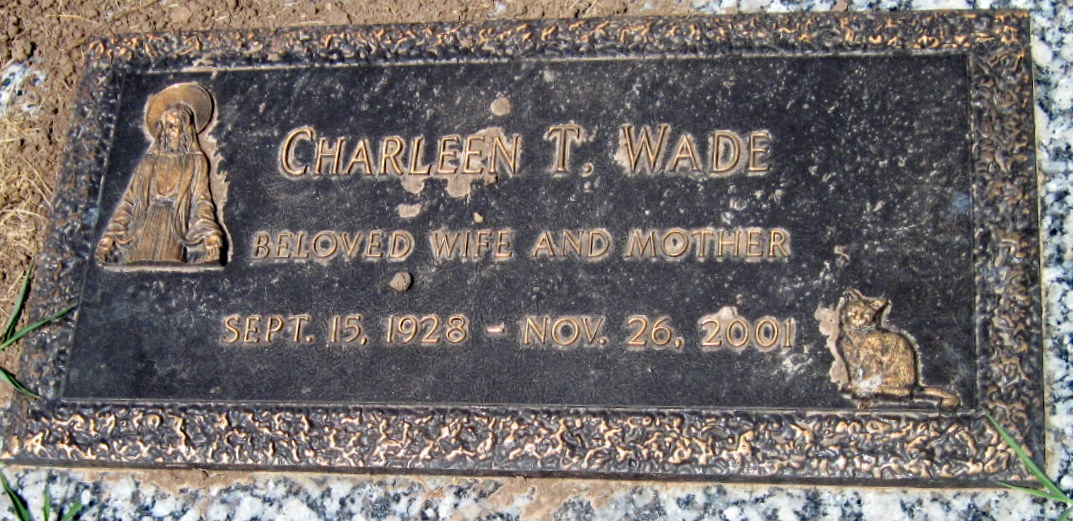 CHARLEEN T. WADE
BELOVED WIFE AND MOTHER
SEPT. 15, 1928 - NOV. 26, 2001